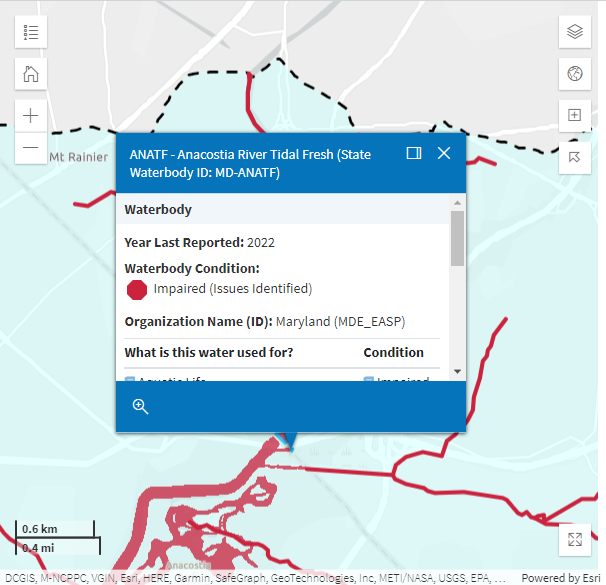 Mt Rainier
ANATF - Anacostia River Tidal Fresh (State
Waterbody ID: MD-ANATF)
Waterbody
Year Last Reported: 2022
Waterbody Condition:
Impaired (Issues Identified)
Organization Name (ID): Maryland (MDE_EASP)
What is this water used for? Condition
Aquatic Life Impaired
0.6 km
0.4 mi
Anacostia
DCGIS, M-NCPPC, VGIN, Esri, HERE, Garmin, SafeGraph, GeoTechnologies, Inc, METI/NASA, USGS, EPA, ... Powered by Esri